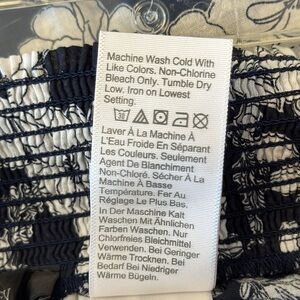 Machine Wash Cold With
Like Colors. Non-Chlorine
Bleach Only. Tumble Dry
Low. Iron on Lowest
Setting.
Laver À La Machine À
L'Eau Froide En Séparant
Les Couleurs. Seulement
Agent De Blanchiment
Non-Chloré. Sécher À La
Machine À Basse
Température. Fer Au
Réglage Le Plus Bas.
In Der Maschine Kalt
Waschen Mit Ähnlichen
Farben Waschen. Nur
Chlorfreies Bleichmittel
Verwenden. Bei Geringer
Wärme Trocknen. Bei
Bedarf Bei Niedriger
Wärme Bügeln.